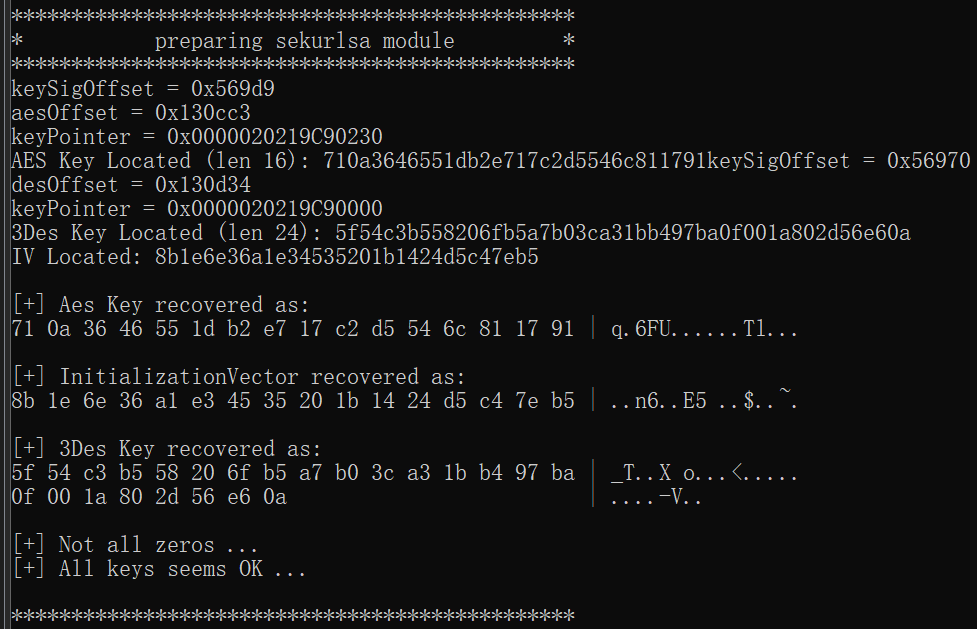 ***********************************************
*           preparing sekurlsa module         *
***********************************************
keySigOffset = 0x569d9
aesOffset = 0x130cc3
keyPointer = 0x0000020219C90230
AES Key Located (len 16): 710a3646551db2e717c2d5546c811791keySigOffset = 0x56970
desOffset = 0x130d34
keyPointer = 0x0000020219C90000
3Des Key Located (len 24): 5f54c3b558206fb5a7b03ca31bb497ba0f001a802d56e60a
IV Located: 8b1e6e36a1e34535201b1424d5c47eb5

[+] Aes Key recovered as:
71 0a 36 46 55 1d b2 e7 17 c2 d5 54 6c 81 17 91 | q.6FU......Tl...

[+] InitializationVector recovered as:
8b 1e 6e 36 a1 e3 45 35 20 1b 14 24 d5 c4 7e b5 | ..n6..E5 ..$..~.

[+] 3Des Key recovered as:
5f 54 c3 b5 58 20 6f b5 a7 b0 3c a3 1b b4 97 ba | _T..X o...<.....
0f 00 1a 80 2d 56 e6 0a                         | ....-V..

[+] Not all zeros ...
[+] All keys seems OK ...

***********************************************